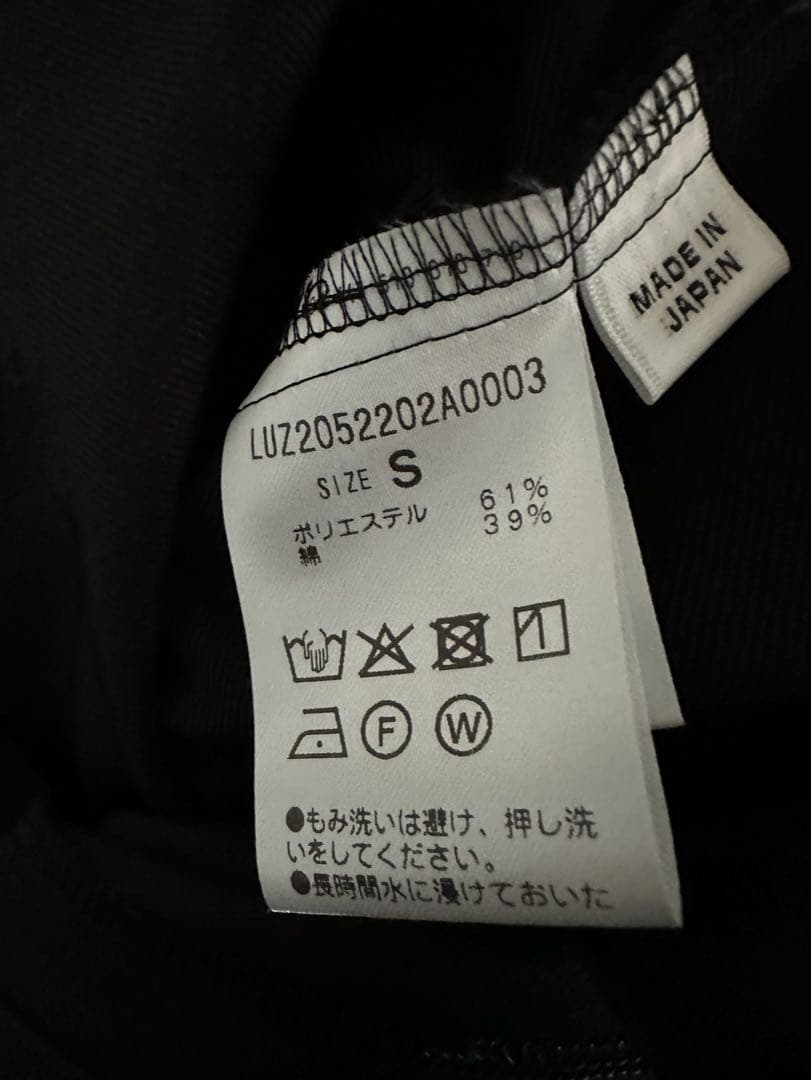 MADE IN
JAPAN
LUZ2052202A0003
SIZE S
ポリエステル 61%
綿 39%
F W
●もみ洗いは避け、押し洗
いをしてください。
●長時間水に浸けておいた